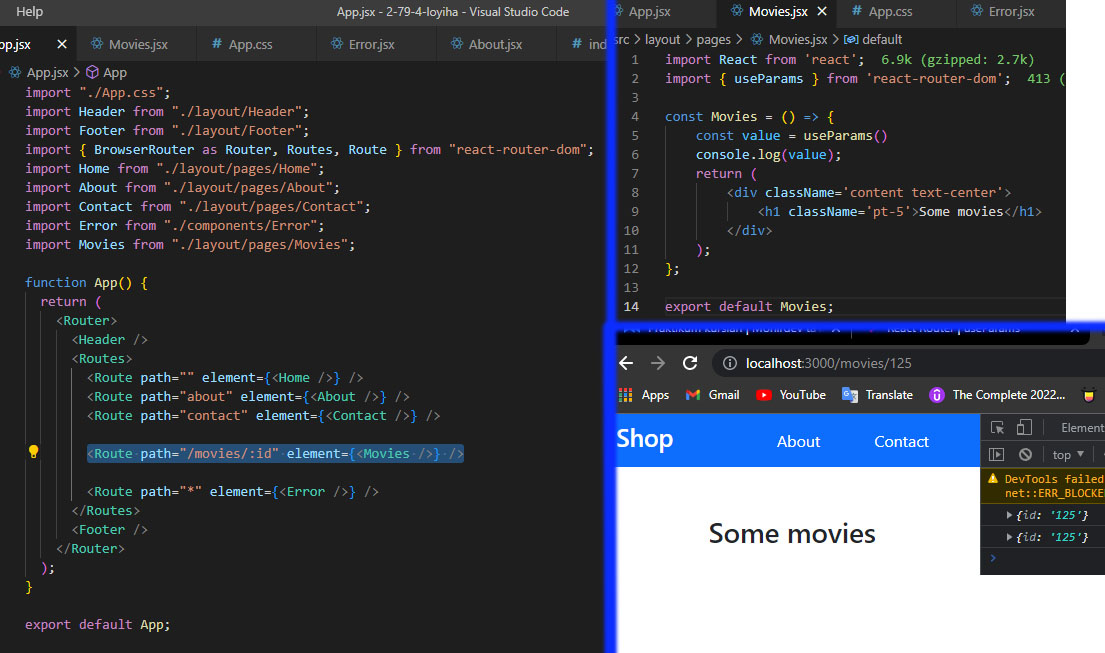 Help
App.jsx - 2-79-4-loyiha - Visual Studio Code
pp.jsx
Movies.jsx
# App.css
Error.jsx
About.jsx
# ind
App.jsx > App
import "./App.css";
import Header from "./layout/Header";
import Footer from "./layout/Footer";
import { BrowserRouter as Router, Routes, Route } from "react-router-dom";
import Home from "./layout/pages/Home";
import About from "./layout/pages/About";
import Contact from "./layout/pages/Contact";
import Error from "./components/Error";
import Movies from "./layout/pages/Movies";
function App() {
return (
<Router>
<Header />
<Routes>
<Route path="" element={<Home />} />
<Route path="about" element={<About />} />
<Route path="contact" element={<Contact />} />
<Route path="/movies/:id" element={<Movies />} />
<Route path="*" element={<Error />} />
</Routes>
<Footer />
</Router>
);
}
export default App;
App.jsx
Movies.jsx
# App.css
Error.jsx
src > layout > pages > Movies.jsx > default
1 import React from 'react'; 6.9k (gzipped: 2.7k)
2 import { useParams } from 'react-router-dom'; 413 (
3
4 const Movies = () => {
5 const value = useParams()
6 console.log(value);
7 return (
8 <div className='content text-center'>
9 <h1 className='pt-5'>Some movies</h1>
10 </div>
11 );
12 };
13
14 export default Movies;
React Router | useParams
localhost:3000/movies/125
Apps
Gmail
YouTube
Translate
The Complete 2022...
Shop
About
Contact
Some movies
Element
top
DevTools failed
net::ERR_BLOCKE
{id: '125'}
{id: '125'}